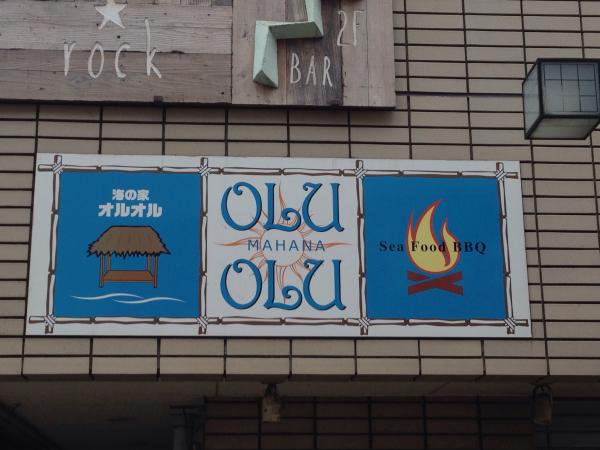 rock
2F
BAR
海の家
オルオル
OLU
MAHANA
OLU
Sea Food BBQ